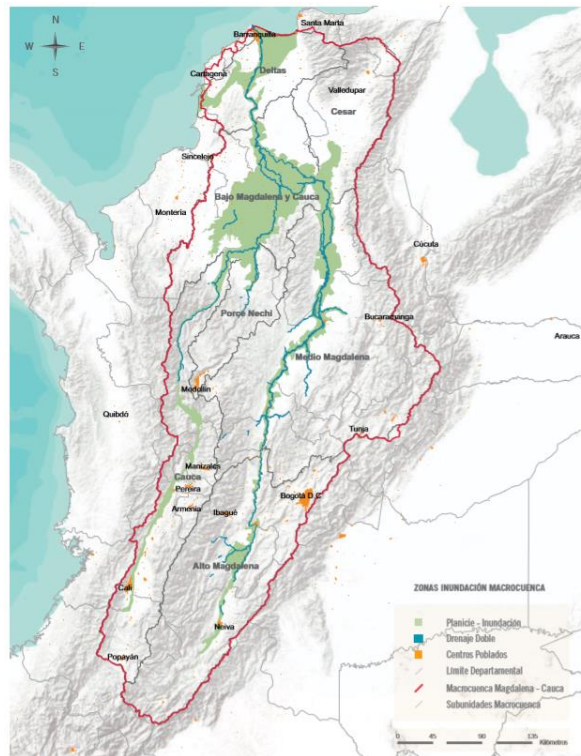 N
W E
S
Santa Marta
Barranquilla
Cartagena
Deltas
Valledupar
Cesar
Sincelejo
Montería
Bajo Magdalena y Cauca
Cúcuta
Porce Nechí
Bucaramanga
Arauca
Medio Magdalena
Medellín
Quibdó
Tunja
Manizales
Cauca
Pereira
Armenia
Ibagué
Bogotá D.C
Alto Magdalena
Cali
Neiva
Popayán
ZONAS INUNDACIÓN MACROCUENCA
Planicie - Inundación
Drenaje Doble
Centros Poblados
Límite Departamental
Macrocuenca Magdalena - Cauca
Subunidades Macrocuenca
0 45 90 135
Kilómetros